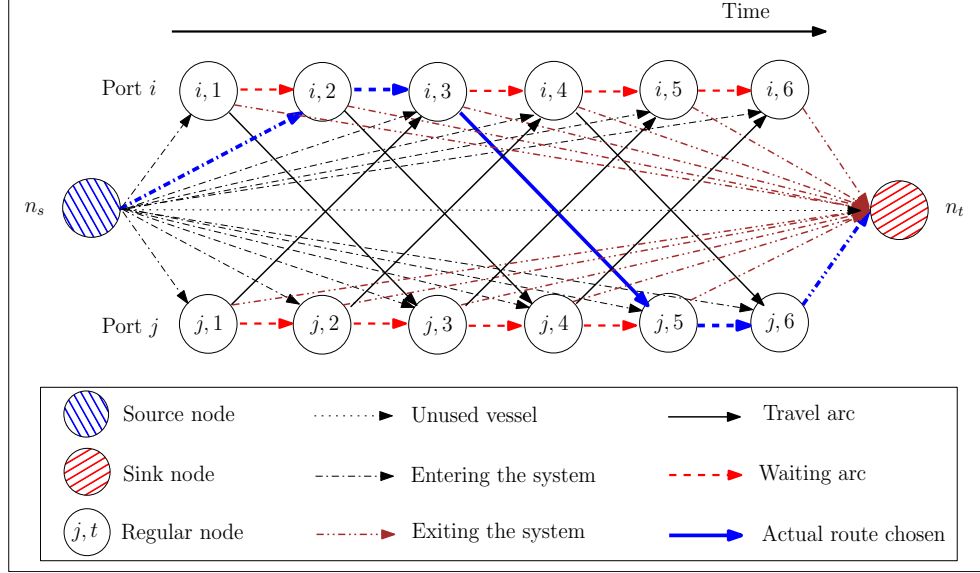 Time
Port i
i, 1
i, 2
i, 3
i, 4
i, 5
i, 6
n_s
n_t
Port j
j, 1
j, 2
j, 3
j, 4
j, 5
j, 6
Source node
Unused vessel
Travel arc
Sink node
Entering the system
Waiting arc
j, t
Regular node
Exiting the system
Actual route chosen